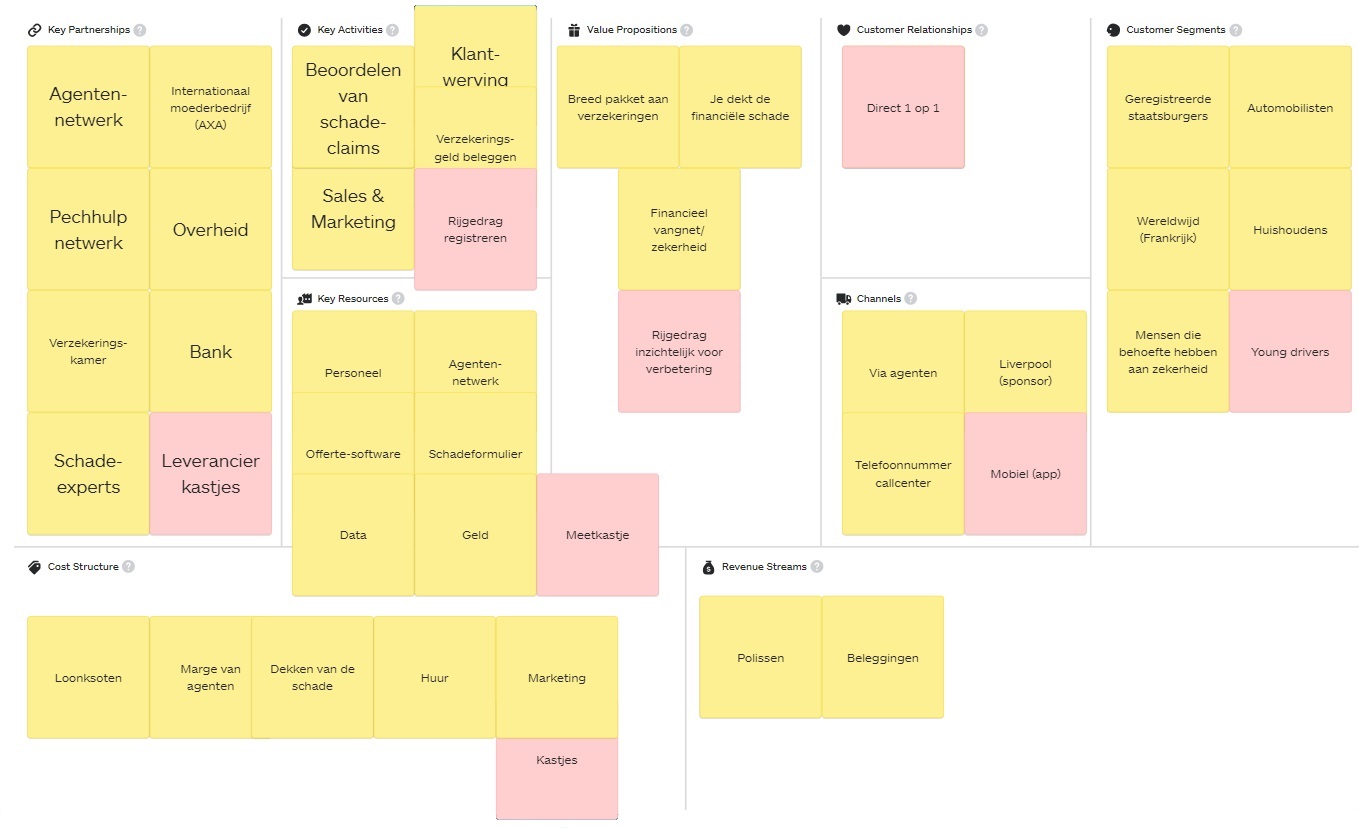 Key Partnerships ?
Agenten-
netwerk
Internationaal
moederbedrijf
(AXA)
Pechhulp
netwerk
Overheid
Verzekerings-
kamer
Bank
Schade-
experts
Leverancier
kastjes
Key Activities ?
Beoordelen
van
schade-
claims
Klant-
werving
Verzekerings-
geld beleggen
Sales &
Marketing
Rijgedrag
registreren
Key Resources ?
Personeel
Agenten-
netwerk
Offerte-software
Schadeformulier
Data
Geld
Meetkastje
Value Propositions ?
Breed pakket aan
verzekeringen
Je dekt de
financiële schade
Financieel
vangnet/
zekerheid
Rijgedrag
inzichtelijk voor
verbetering
Customer Relationships ?
Direct 1 op 1
Channels ?
Via agenten
Liverpool
(sponsor)
Telefoonnummer
callcenter
Mobiel (app)
Customer Segments ?
Geregistreerde
staatsburgers
Automobilisten
Wereldwijd
(Frankrijk)
Huishoudens
Mensen die
behoefte hebben
aan zekerheid
Young drivers
Cost Structure ?
Loonksoten
Marge van
agenten
Dekken van de
schade
Huur
Marketing
Kastjes
$
Revenue Streams ?
Polissen
Beleggingen